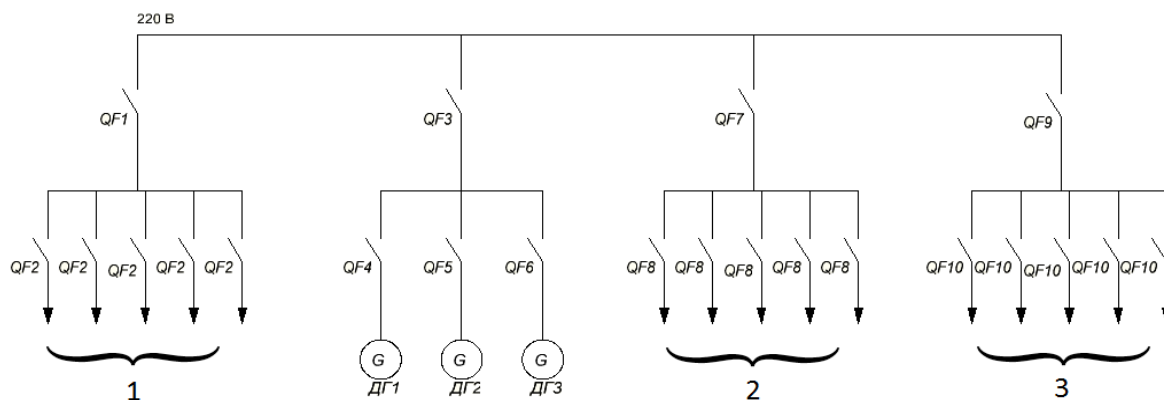 220 В
QF1
QF3
QF7
QF9
QF2 QF2 QF2 QF2 QF2
QF4 QF5 QF6
QF8 QF8 QF8 QF8 QF8
QF10 QF10 QF10 QF10 QF10
G G G
ДГ1 ДГ2 ДГ3
1
2
3